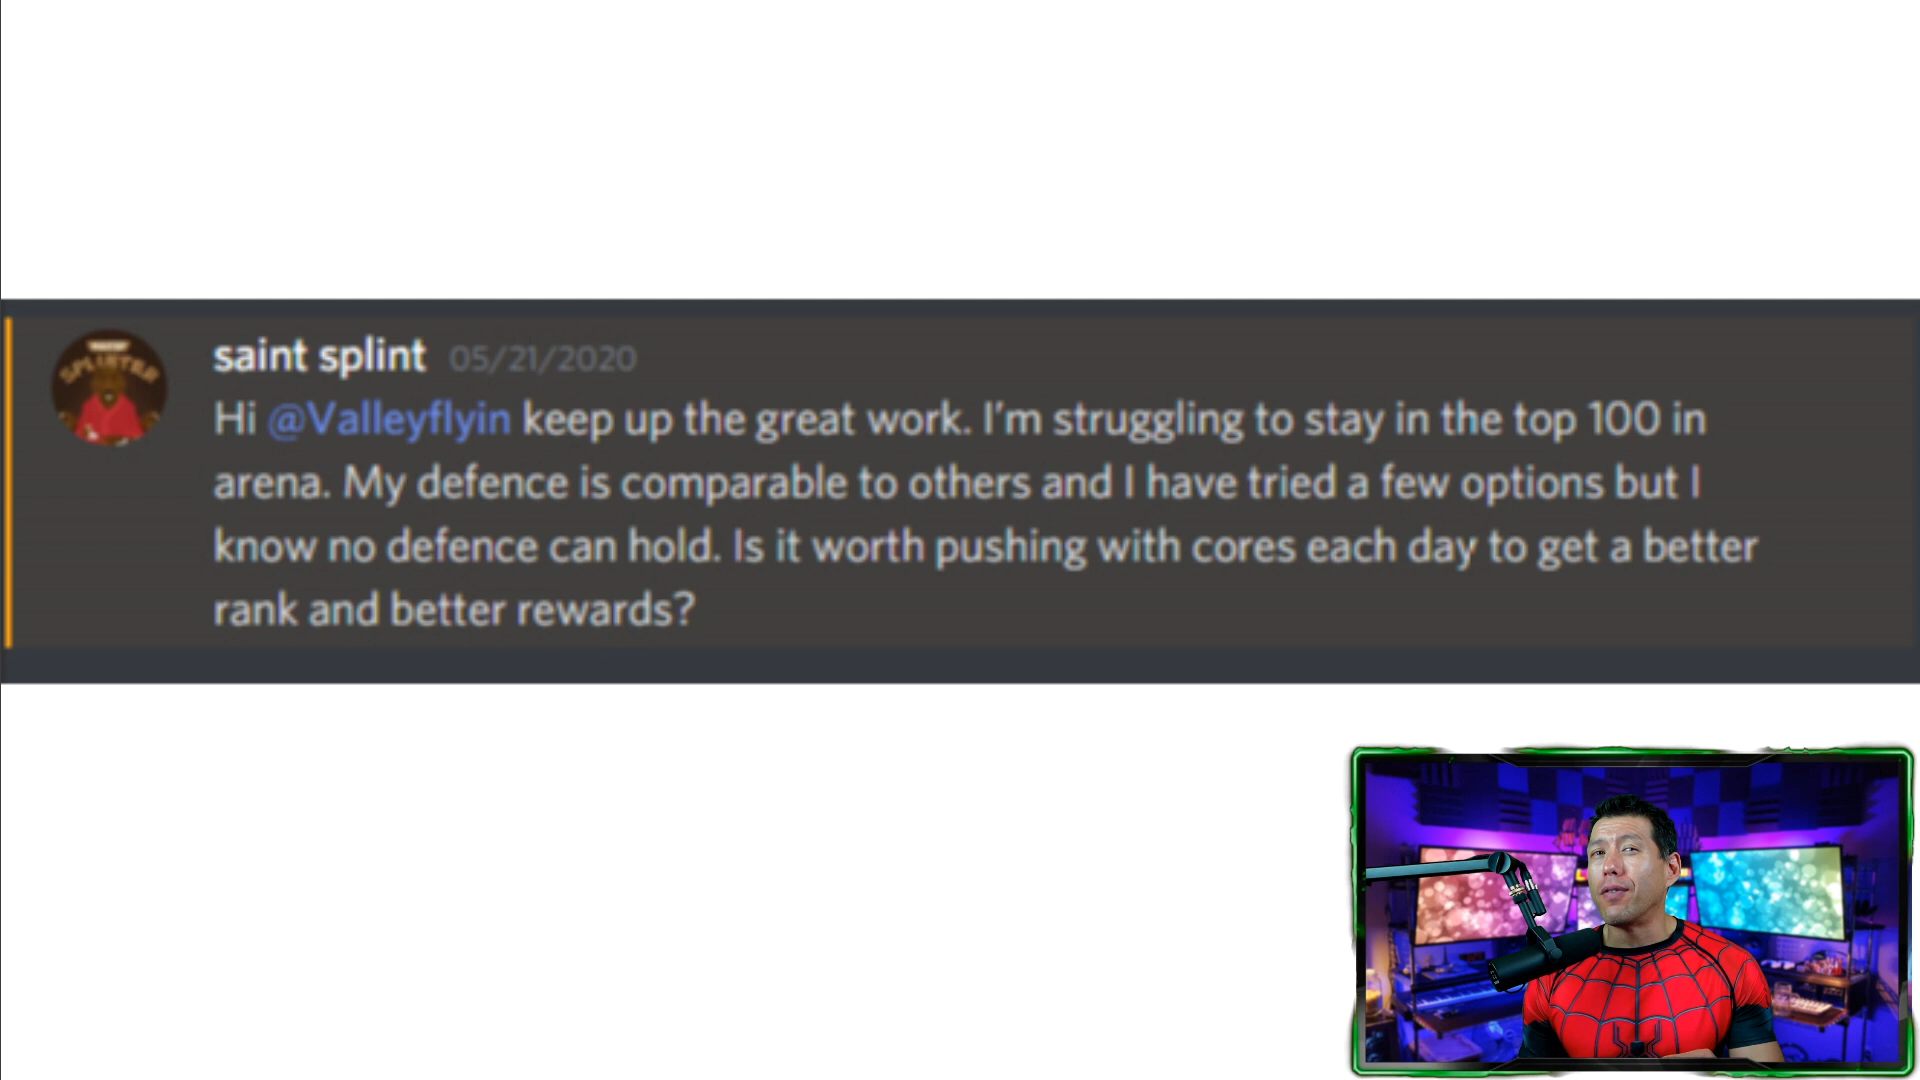 SPLINTER
saint splint 05/21/2020
Hi @Valleyflyin keep up the great work. I'm struggling to stay in the top 100 in
arena. My defence is comparable to others and I have tried a few options but I
know no defence can hold. Is it worth pushing with cores each day to get a better
rank and better rewards?